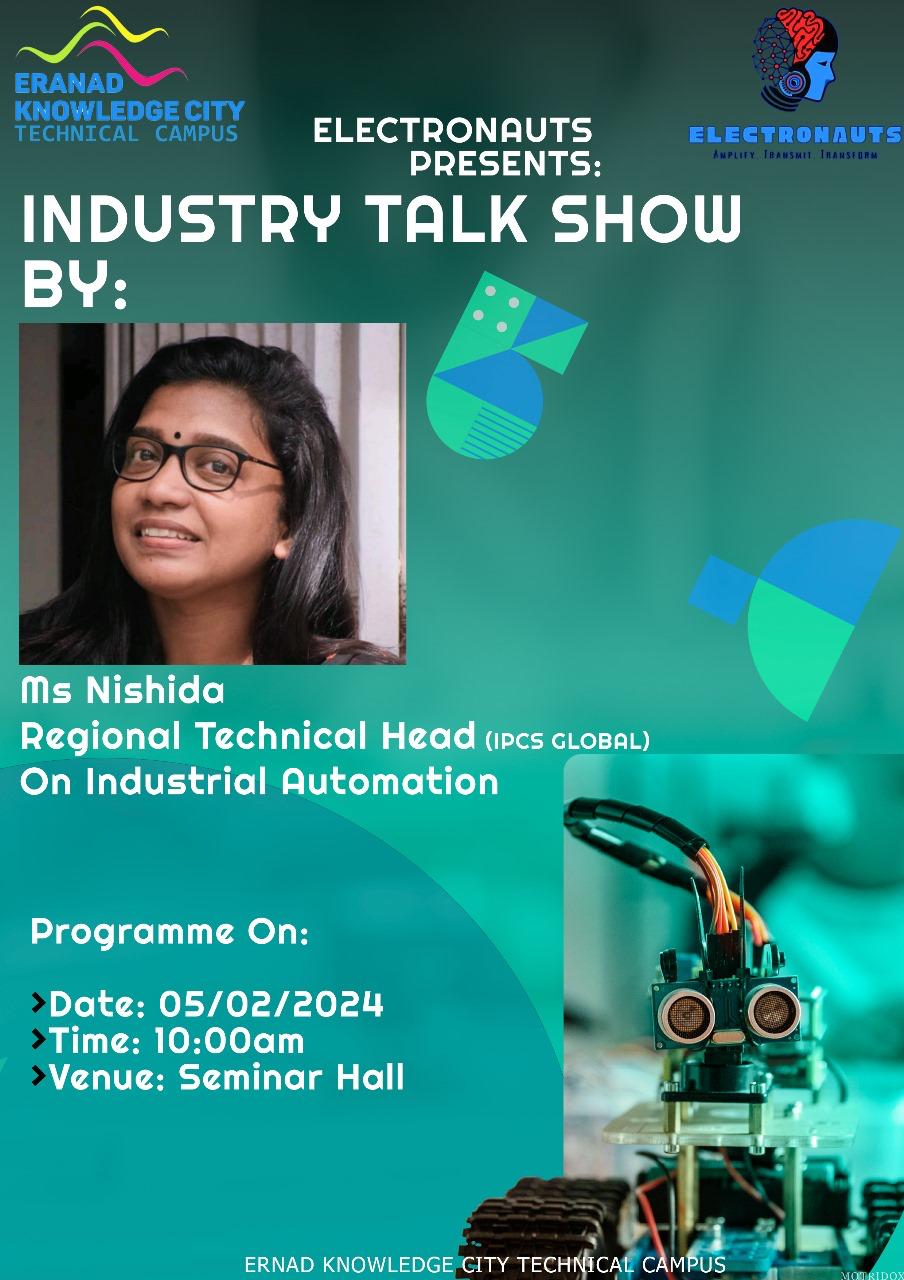 ERANAD
KNOWLEDGE CITY
TECHNICAL CAMPUS
ELECTRONAUTS
AMPLIFY. TRANSMIT. TRANSFORM
ELECTRONAUTS
PRESENTS:
INDUSTRY TALK SHOW
BY:
Ms Nishida
Regional Technical Head (IPCS GLOBAL)
On Industrial Automation
Programme On:
Date: 05/02/2024
Time: 10:00am
Venue: Seminar Hall
ERNAD KNOWLEDGE CITY TECHNICAL CAMPUS
MOTRIDOX